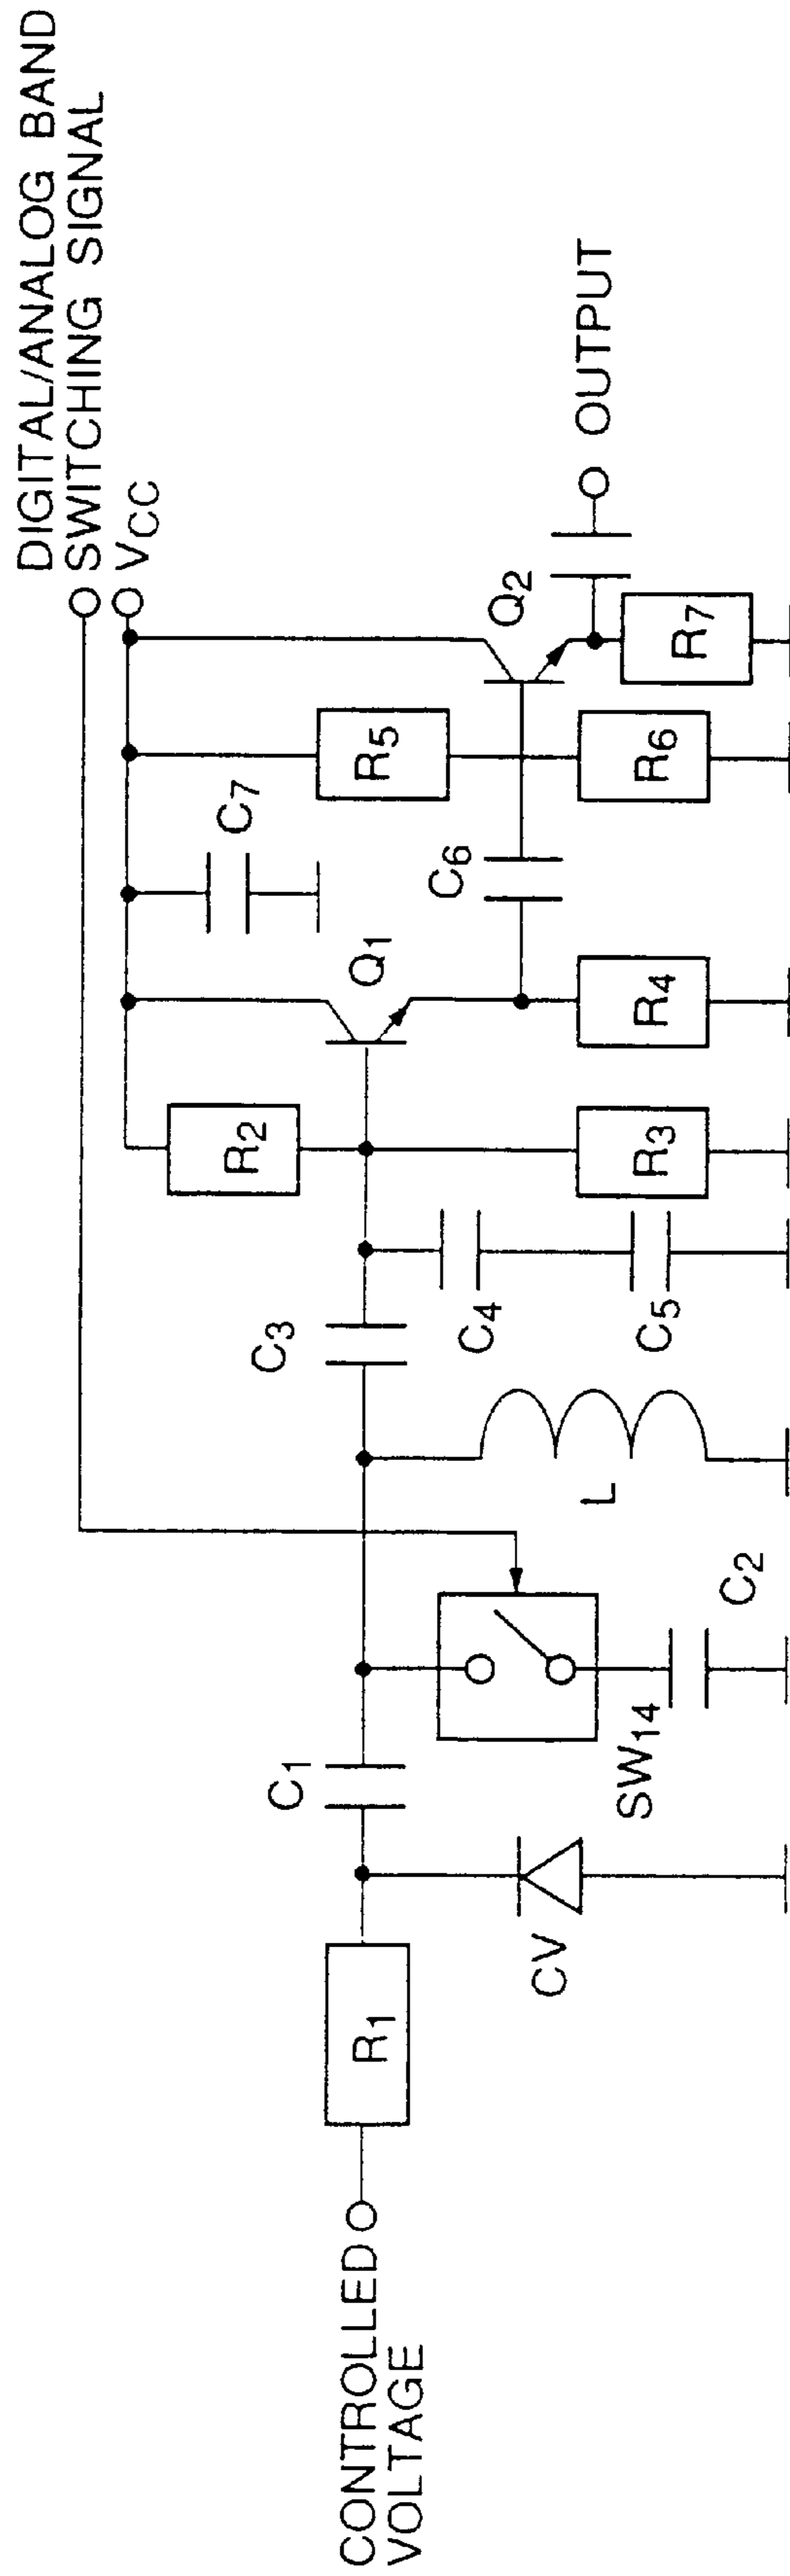 DIGITAL/ANALOG BAND
SWITCHING SIGNAL
VCC
CONTROLLED
VOLTAGE
R1
CV
C1
SW14
C2
L
C3
C4
C5
R2
R3
Q1
R4
C7
C6
R5
R6
Q2
R7
OUTPUT